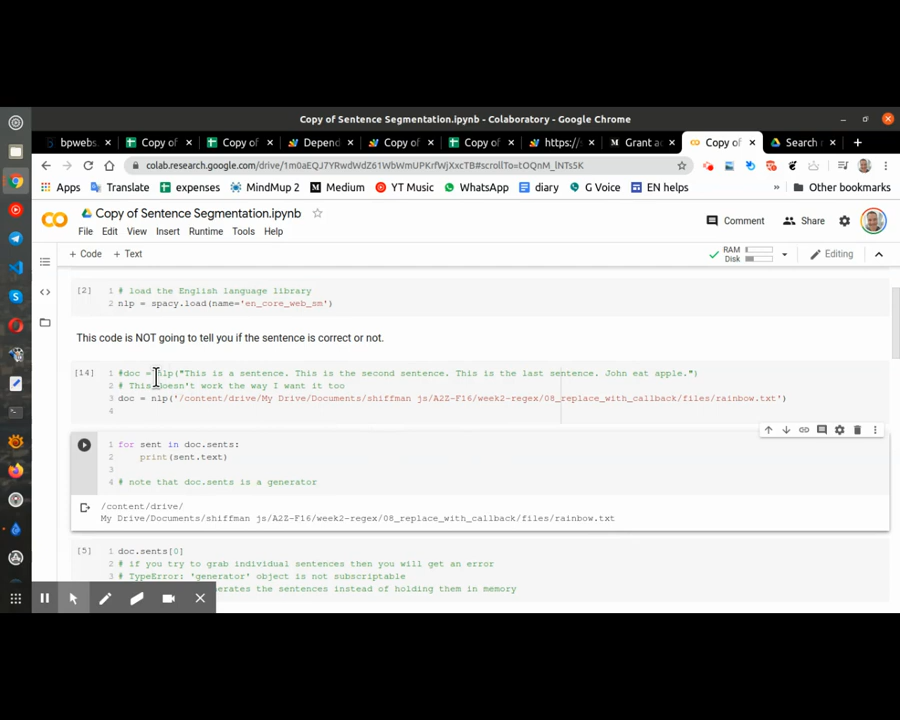 Copy of Sentence Segmentation.ipynb - Colaboratory - Google Chrome
bpwebs. Copy of Copy of Depend Copy of Copy of https:/ Grant a Copy of Search
colab.research.google.com/drive/1m0aEQJ7YRwdWdZ61WbWmUPKrfWjXxcTB#scrollTo=tOQnM_lNTs5K
Apps Translate expenses MindMup 2 Medium YT Music WhatsApp diary G Voice EN helps » Other bookmarks
Copy of Sentence Segmentation.ipynb
Comment Share
File Edit View Insert Runtime Tools Help
+ Code + Text RAM Disk Editing
[2] 1 # load the English language library
2 nlp = spacy.load(name='en_core_web_sm')
This code is NOT going to tell you if the sentence is correct or not.
[14] 1 #doc = nlp("This is a sentence. This is the second sentence. This is the last sentence. John eat apple.")
2 # This doesn't work the way I want it too
3 doc = nlp('/content/drive/My Drive/Documents/shiffman js/A2Z-F16/week2-regex/08_replace_with_callback/files/rainbow.txt')
4
1 for sent in doc.sents:
2 print(sent.text)
3
4 # note that doc.sents is a generator
/content/drive/
My Drive/Documents/shiffman js/A2Z-F16/week2-regex/08_replace_with_callback/files/rainbow.txt
[5] 1 doc.sents[0]
2 # if you try to grab individual sentences then you will get an error
3 # TypeError: 'generator' object is not subscriptable
erates the sentences instead of holding them in memory